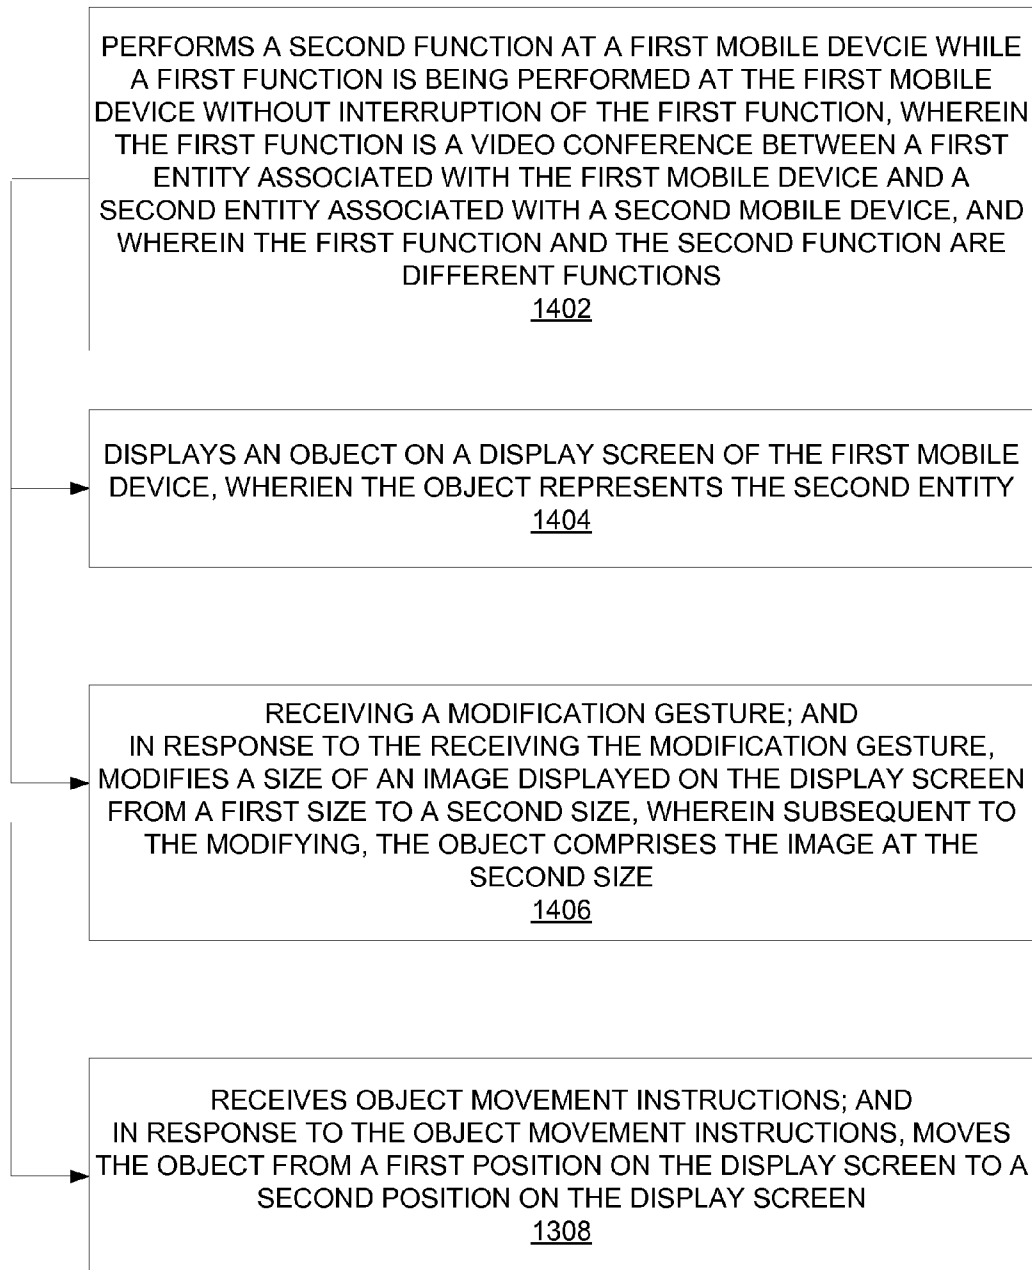 PERFORMS A SECOND FUNCTION AT A FIRST MOBILE DEVCIE WHILE
A FIRST FUNCTION IS BEING PERFORMED AT THE FIRST MOBILE
DEVICE WITHOUT INTERRUPTION OF THE FIRST FUNCTION, WHEREIN
THE FIRST FUNCTION IS A VIDEO CONFERENCE BETWEEN A FIRST
ENTITY ASSOCIATED WITH THE FIRST MOBILE DEVICE AND A
SECOND ENTITY ASSOCIATED WITH A SECOND MOBILE DEVICE, AND
WHEREIN THE FIRST FUNCTION AND THE SECOND FUNCTION ARE
DIFFERENT FUNCTIONS
1402
DISPLAYS AN OBJECT ON A DISPLAY SCREEN OF THE FIRST MOBILE
DEVICE, WHERIEN THE OBJECT REPRESENTS THE SECOND ENTITY
1404
RECEIVING A MODIFICATION GESTURE; AND
IN RESPONSE TO THE RECEIVING THE MODIFICATION GESTURE,
MODIFIES A SIZE OF AN IMAGE DISPLAYED ON THE DISPLAY SCREEN
FROM A FIRST SIZE TO A SECOND SIZE, WHEREIN SUBSEQUENT TO
THE MODIFYING, THE OBJECT COMPRISES THE IMAGE AT THE
SECOND SIZE
1406
RECEIVES OBJECT MOVEMENT INSTRUCTIONS; AND
IN RESPONSE TO THE OBJECT MOVEMENT INSTRUCTIONS, MOVES
THE OBJECT FROM A FIRST POSITION ON THE DISPLAY SCREEN TO A
SECOND POSITION ON THE DISPLAY SCREEN
1308